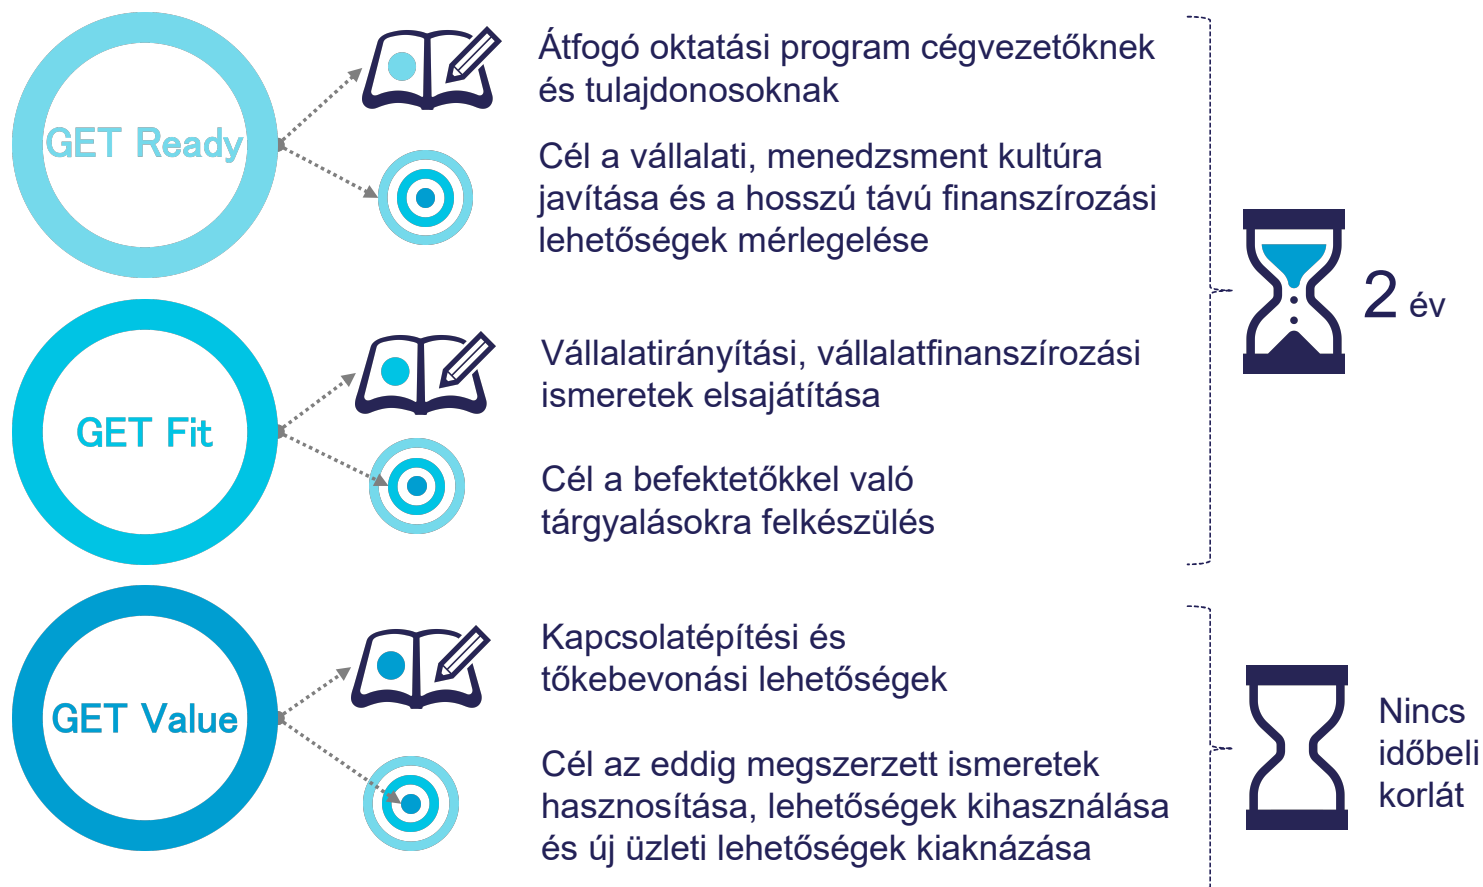 GET Ready
Átfogó oktatási program cégvezetőknek
és tulajdonosoknak
Cél a vállalati, menedzsment kultúra
javítása és a hosszú távú finanszírozási
lehetőségek mérlegelése
2 év
GET Fit
Vállalatirányítási, vállalatfinanszírozási
ismeretek elsajátítása
Cél a befektetőkkel való
tárgyalásokra felkészülés
GET Value
Kapcsolatépítési és
tőkebevonási lehetőségek
Cél az eddig megszerzett ismeretek
hasznosítása, lehetőségek kihasználása
és új üzleti lehetőségek kiaknázása
Nincs
időbeli
korlát